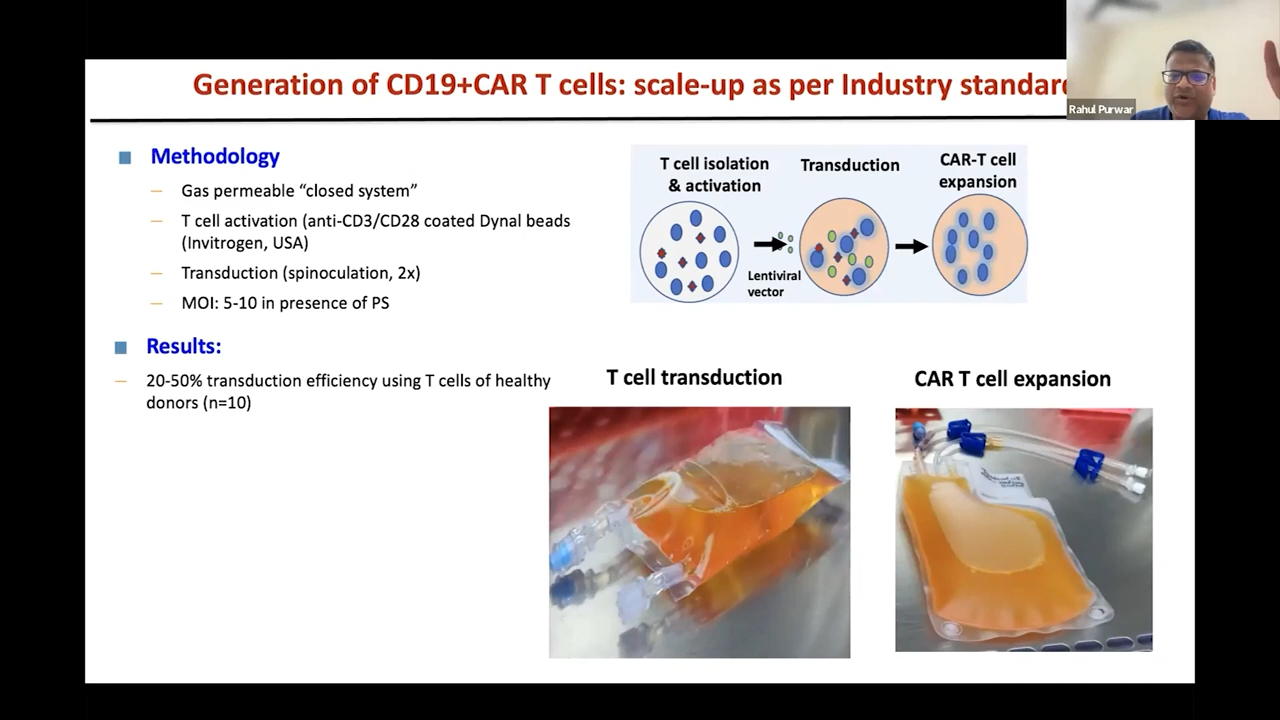 Generation of CD19+CAR T cells: scale-up as per Industry standard
Rahul Purwar
Methodology
– Gas permeable “closed system”
– T cell activation (anti-CD3/CD28 coated Dynal beads
(Invitrogen, USA)
– Transduction (spinoculation, 2x)
– MOI: 5-10 in presence of PS
Results:
– 20-50% transduction efficiency using T cells of healthy
donors (n=10)
T cell isolation
& activation
Transduction
CAR-T cell
expansion
Lentiviral
vector
T cell transduction
CAR T cell expansion